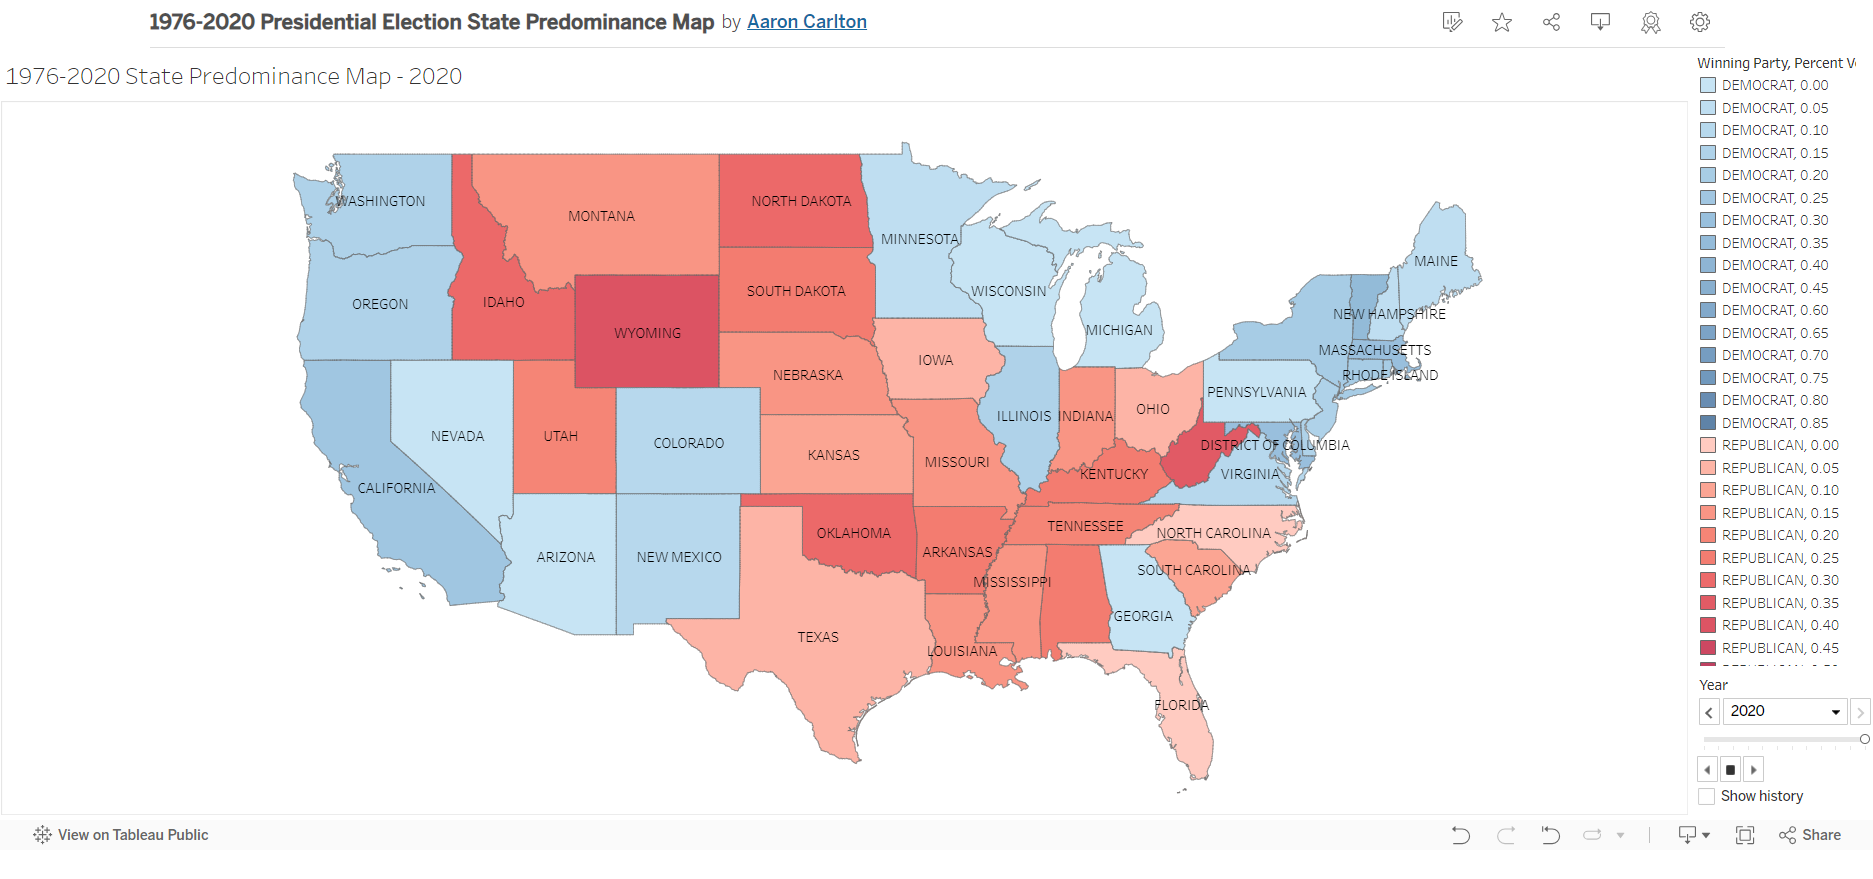 1976-2020 Presidential Election State Predominance Map by Aaron Carlton
1976-2020 State Predominance Map - 2020
WASHINGTON
MONTANA
NORTH DAKOTA
MINNESOTA
MAINE
OREGON
IDAHO
WYOMING
SOUTH DAKOTA
WISCONSIN
MICHIGAN
NEW HAMPSHIRE
MASSACHUSETTS
RHODE ISLAND
IOWA
NEBRASKA
PENNSYLVANIA
NEVADA
UTAH
COLORADO
KANSAS
MISSOURI
ILLINOIS
INDIANA
OHIO
DISTRICT OF COLUMBIA
KENTUCKY
VIRGINIA
CALIFORNIA
ARIZONA
NEW MEXICO
OKLAHOMA
ARKANSAS
TENNESSEE
NORTH CAROLINA
SOUTH CAROLINA
MISSISSIPPI
GEORGIA
TEXAS
LOUISIANA
FLORIDA
Winning Party, Percent
DEMOCRAT, 0.00
DEMOCRAT, 0.05
DEMOCRAT, 0.10
DEMOCRAT, 0.15
DEMOCRAT, 0.20
DEMOCRAT, 0.25
DEMOCRAT, 0.30
DEMOCRAT, 0.35
DEMOCRAT, 0.40
DEMOCRAT, 0.45
DEMOCRAT, 0.60
DEMOCRAT, 0.65
DEMOCRAT, 0.70
DEMOCRAT, 0.75
DEMOCRAT, 0.80
DEMOCRAT, 0.85
REPUBLICAN, 0.00
REPUBLICAN, 0.05
REPUBLICAN, 0.10
REPUBLICAN, 0.15
REPUBLICAN, 0.20
REPUBLICAN, 0.25
REPUBLICAN, 0.30
REPUBLICAN, 0.35
REPUBLICAN, 0.40
REPUBLICAN, 0.45
Year
2020
Show history
View on Tableau Public
Share